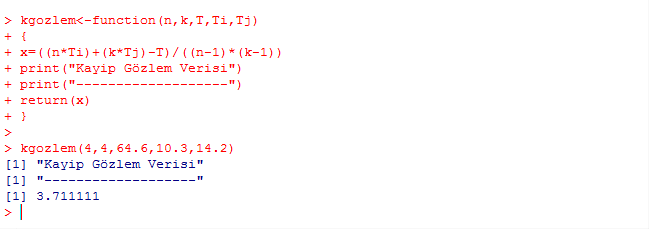 > kgozlem<-function(n,k,T,Ti,Tj)
+ {
+ x=((n*Ti)+(k*Tj)-T)/((n-1)*(k-1))
+ print("Kayip Gözlem Verisi")
+ print("-------------------")
+ return(x)
+ }
>
> kgozlem(4,4,64.6,10.3,14.2)
[1] "Kayip Gözlem Verisi"
[1] "-------------------"
[1] 3.711111
>